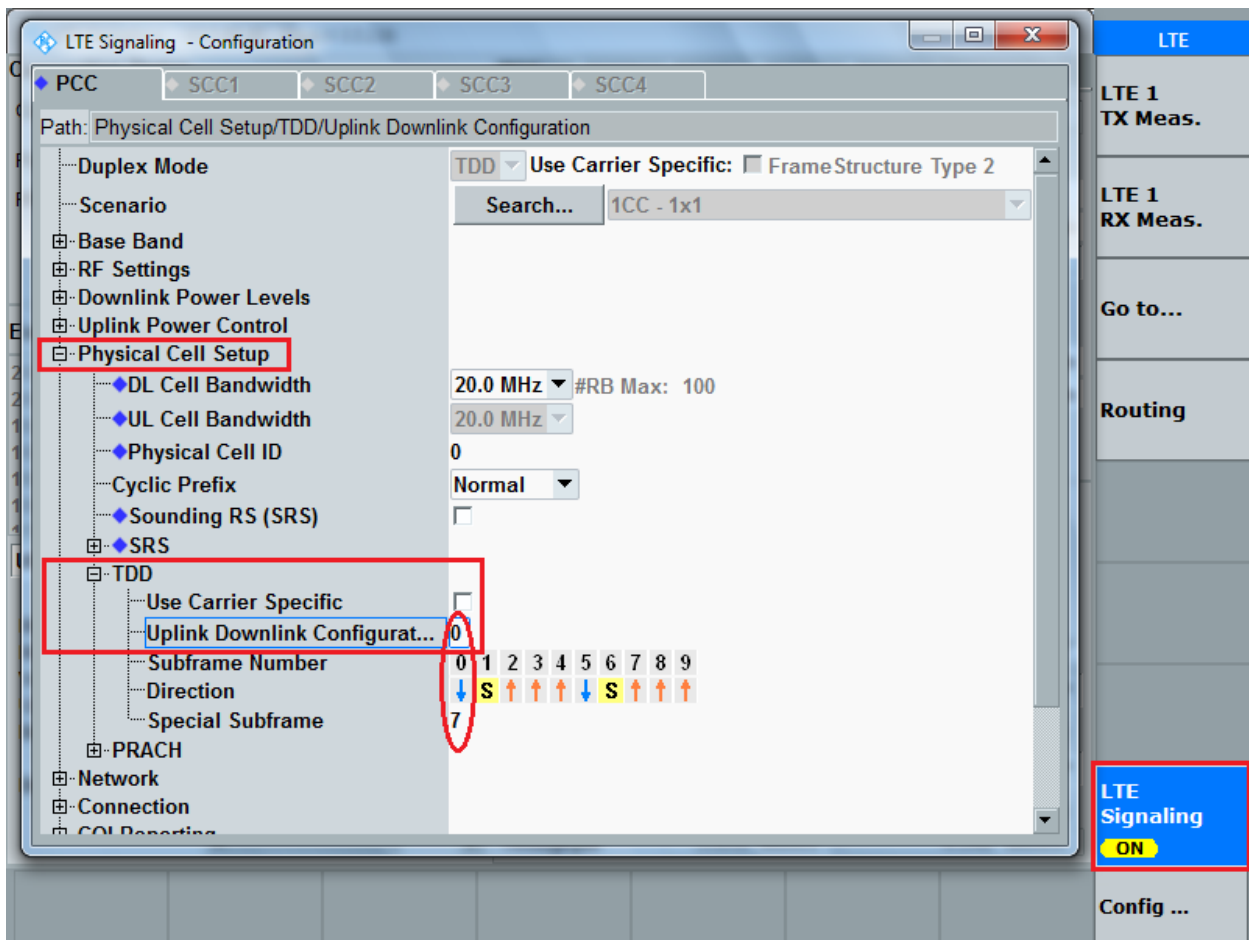 LTE Signaling - Configuration
PCC SCC1 SCC2 SCC3 SCC4
Path: Physical Cell Setup/TDD/Uplink Downlink Configuration
Duplex Mode TDD Use Carrier Specific: FrameStructure Type 2
Scenario Search... 1CC - 1x1
Base Band
RF Settings
Downlink Power Levels
Uplink Power Control
Physical Cell Setup
DL Cell Bandwidth 20.0 MHz #RB Max: 100
UL Cell Bandwidth 20.0 MHz
Physical Cell ID 0
Cyclic Prefix Normal
Sounding RS (SRS)
SRS
TDD
Use Carrier Specific
Uplink Downlink Configurat... 0
Subframe Number 0 1 2 3 4 5 6 7 8 9
Direction ↓ S ↑ ↑ ↑ ↓ S ↑ ↑ ↑
Special Subframe 7
PRACH
Network
Connection
CQI Reporting
LTE
LTE 1
TX Meas.
LTE 1
RX Meas.
Go to...
Routing
LTE
Signaling
ON
Config ...